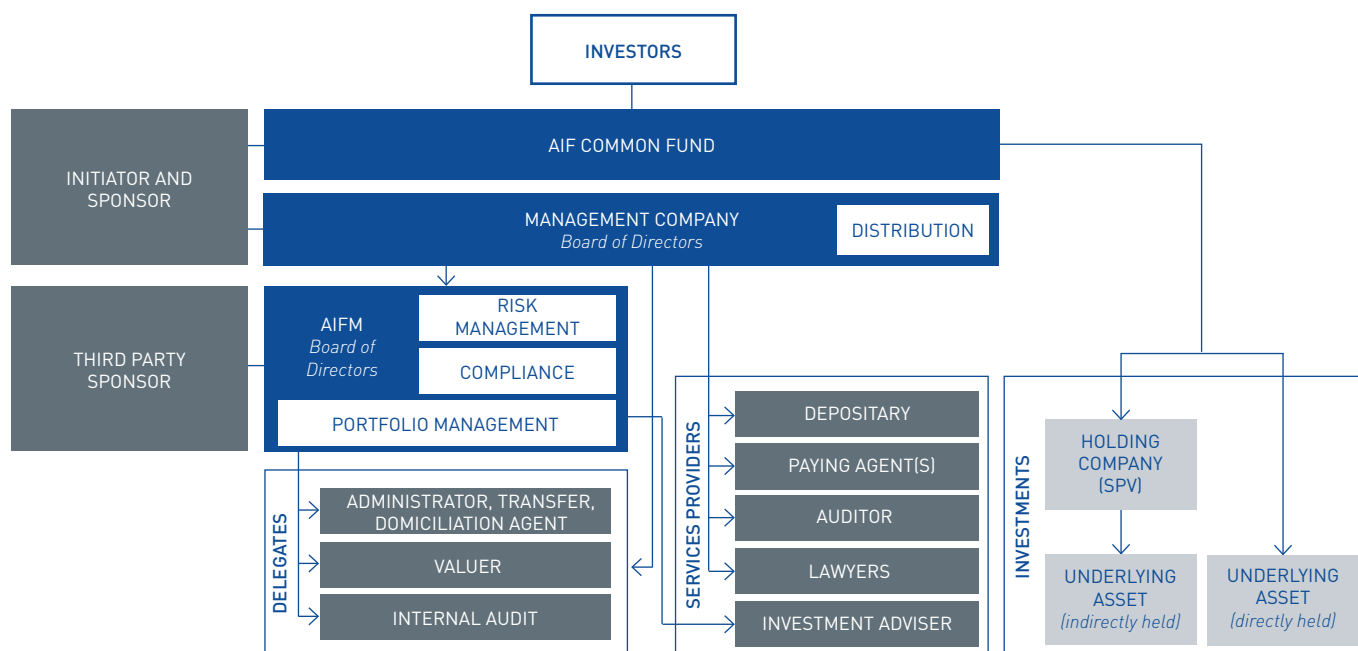 INVESTORS
INITIATOR AND
SPONSOR
AIF COMMON FUND
MANAGEMENT COMPANY
Board of Directors
DISTRIBUTION
THIRD PARTY
SPONSOR
AIFM
Board of
Directors
RISK
MANAGEMENT
COMPLIANCE
PORTFOLIO MANAGEMENT
DELEGATES
ADMINISTRATOR, TRANSFER,
DOMICILIATION AGENT
VALUER
INTERNAL AUDIT
SERVICES PROVIDERS
DEPOSITARY
PAYING AGENT(S)
AUDITOR
LAWYERS
INVESTMENT ADVISER
INVESTMENTS
HOLDING
COMPANY
(SPV)
UNDERLYING
ASSET
(indirectly held)
UNDERLYING
ASSET
(directly held)